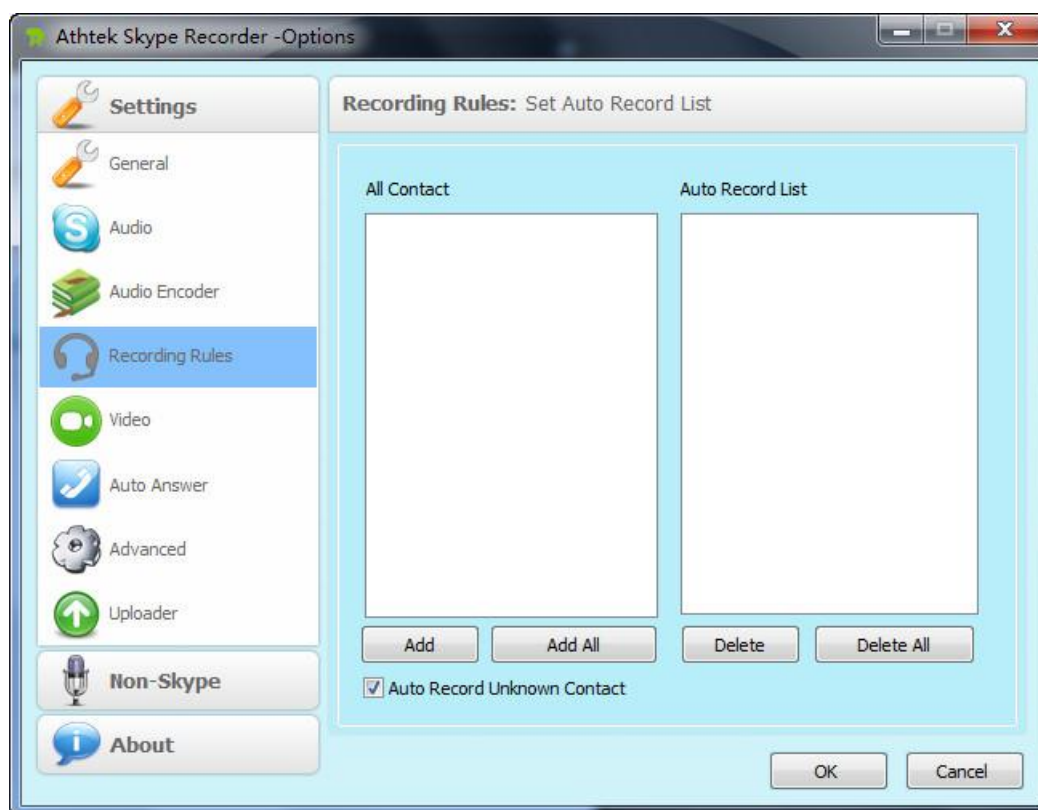 Athtek Skype Recorder -Options
Settings
General
Audio
Audio Encoder
Recording Rules
Video
Auto Answer
Advanced
Uploader
Non-Skype
About
Recording Rules: Set Auto Record List
All Contact
Auto Record List
Add
Add All
Delete
Delete All
Auto Record Unknown Contact
OK
Cancel